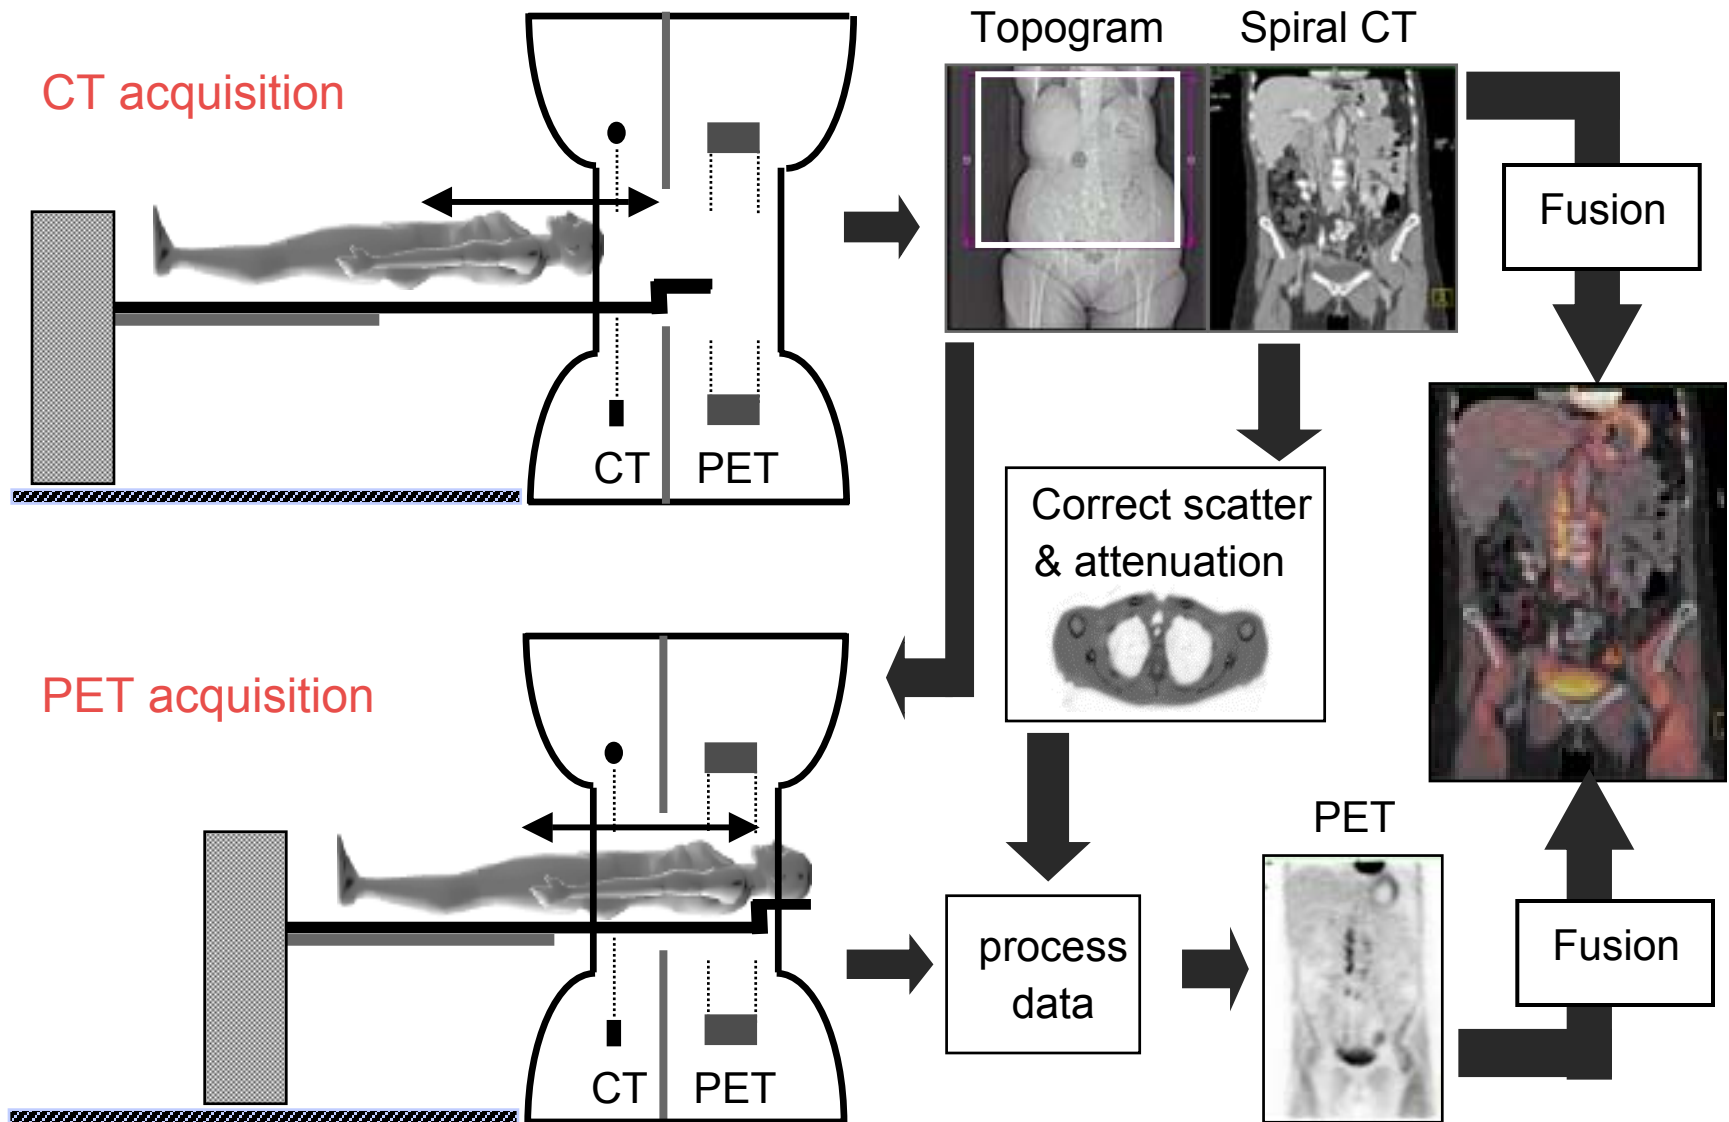 Topogram
Spiral CT
CT acquisition
Fusion
CT
PET
Correct scatter
& attenuation
PET acquisition
PET
process
data
Fusion
CT
PET